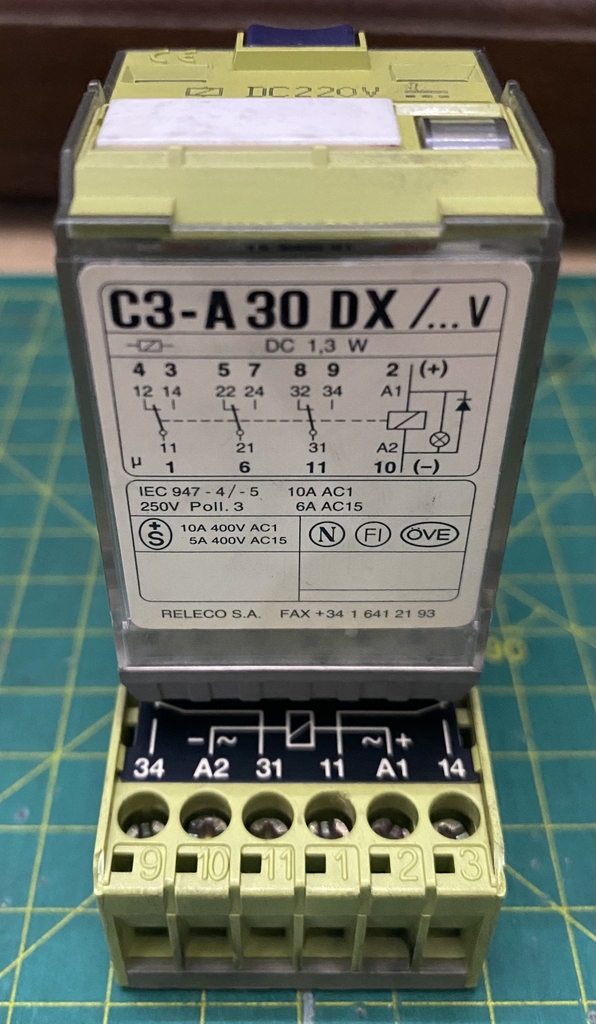 DC220V
C3-A30 DX /... V
DC 1,3 W
4 3 5 7 8 9 2 (+)
12 14 22 24 32 34 A1
11 21 31 A2
μ 1 6 11 10 (-)
IEC 947 - 4 / - 5 10A AC1
250V Poll. 3 6A AC15
+S 10A 400V AC1
5A 400V AC15
N FI ÖVE
RELECO S.A. FAX +34 1 641 21 93
- ~ ~ +
34 A2 31 11 A1 14
9 10 11 1 2 3